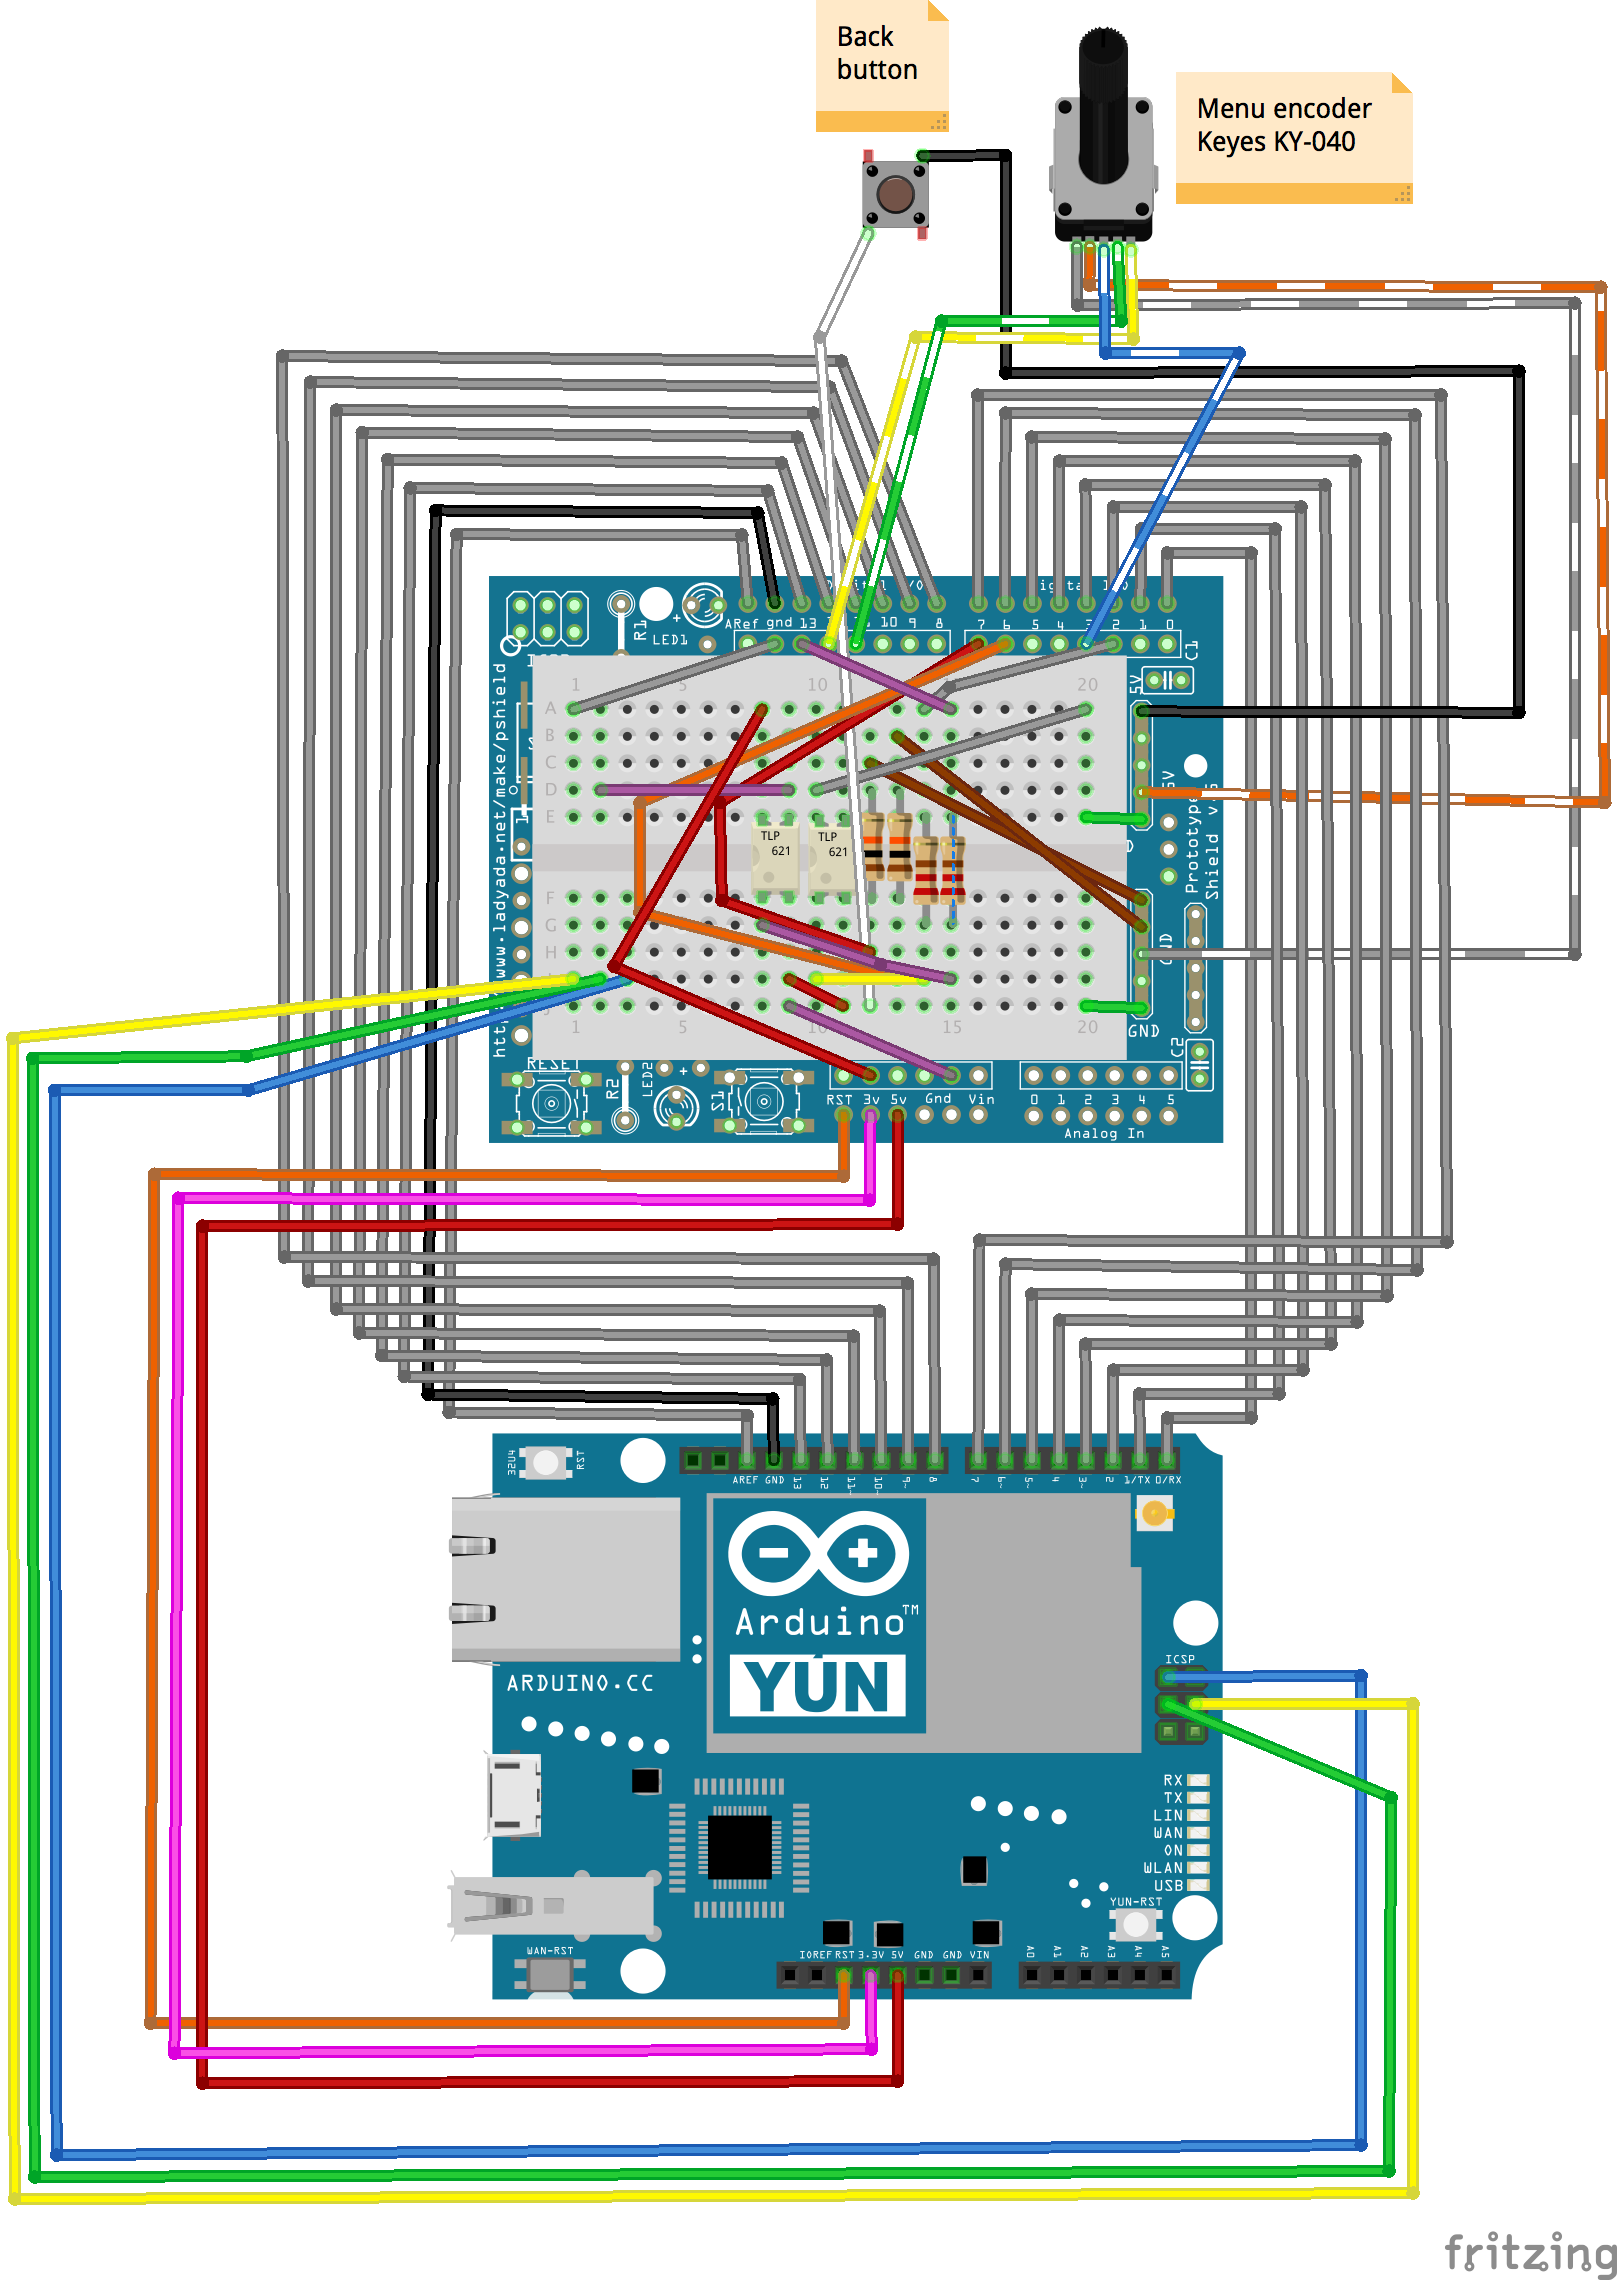 Back
button
Menu encoder
Keyes KY-040
ARef gnd 13
10 9 8
7 6 5 4 3 2 1 0
R1
LED1
C1
5V
1 5 10 20
A
B
C
D
E
F
G
H
TLP
621
TLP
621
1 5 10 15 20
http://www.ladyada.net/make/pshield
Prototype
Shield
GND
C2
RESET
R2
LED2
S1
RST 3v 5v Gnd Vin
0 1 2 3 4 5
Analog In
32U4
RST
AREF GND 13 12 11~ 10~ 9~ 8
7 6~ 5~ 4 3~ 2 1/TX 0/RX
Arduino™
YÚN
ARDUINO.CC
ICSP
RX
TX
LIN
WAN
ON
WLAN
USB
YUN-RST
WAN-RST
IOREF RST 3.3V 5V GND GND VIN
A0 A1 A2 A3 A4 A5
fritzing